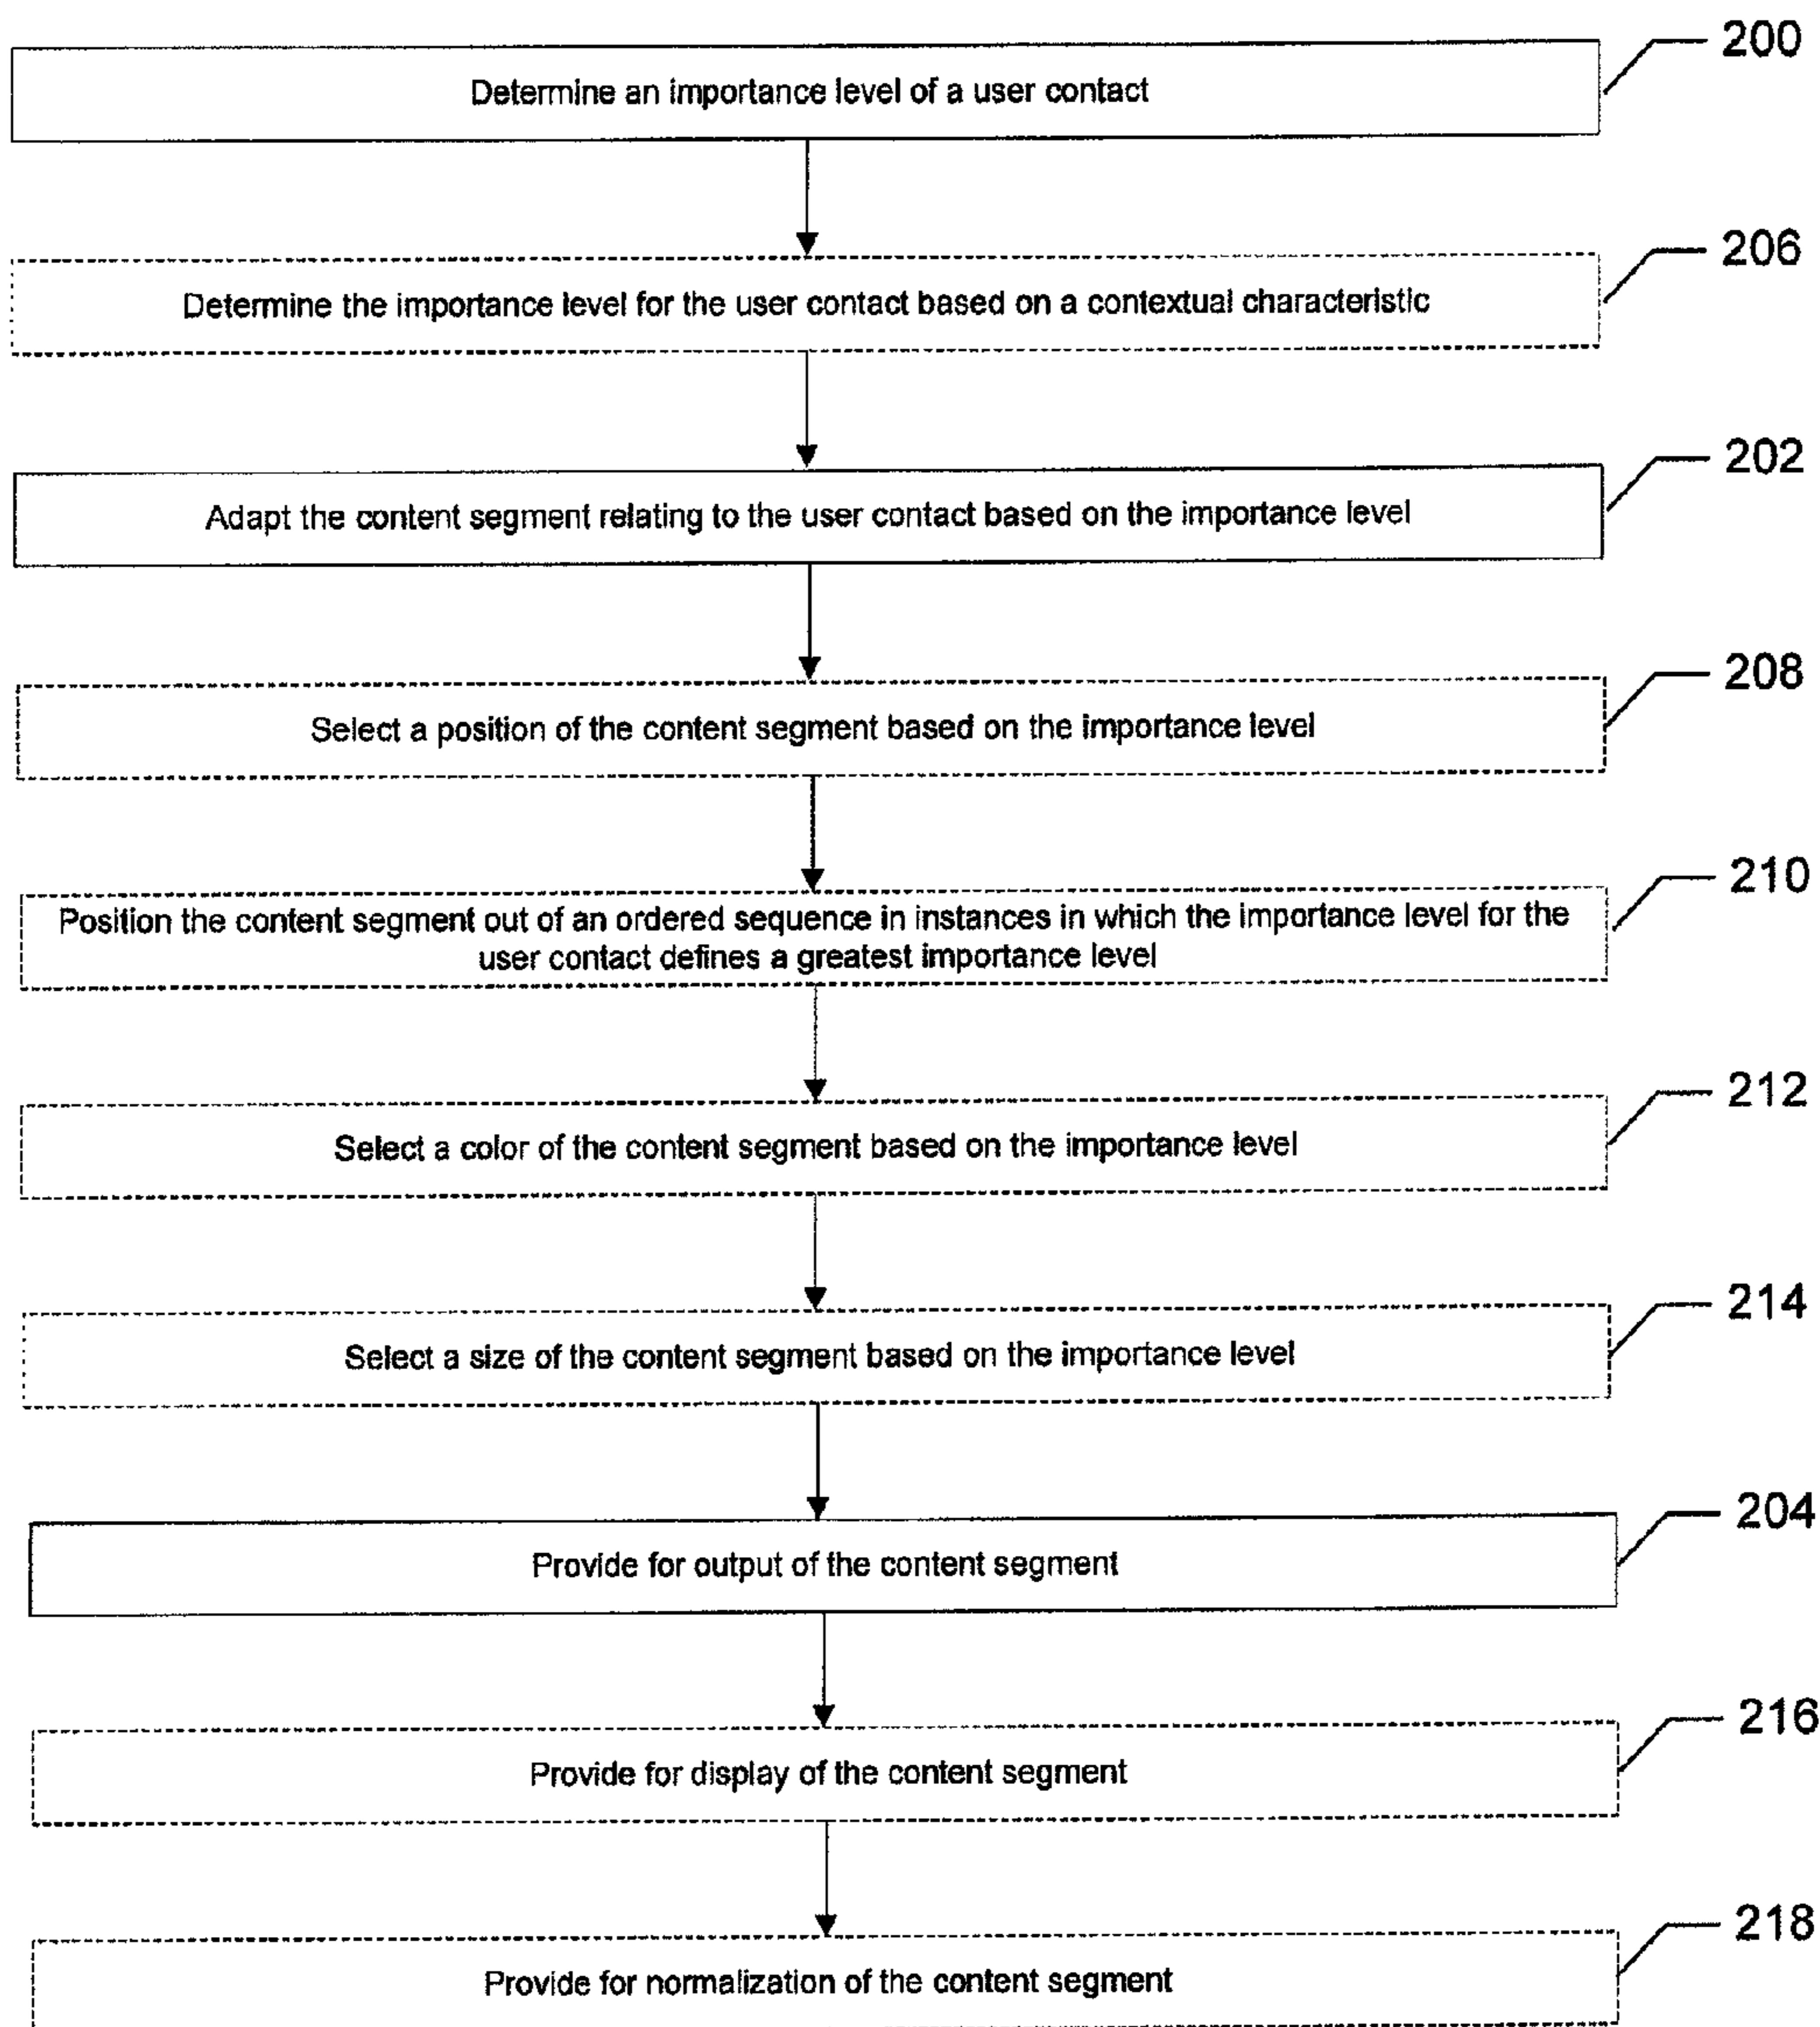 200
Determine an importance level of a user contact
206
Determine the importance level for the user contact based on a contextual characteristic
202
Adapt the content segment relating to the user contact based on the importance level
208
Select a position of the content segment based on the importance level
210
Position the content segment out of an ordered sequence in instances in which the importance level for the
user contact defines a greatest importance level
212
Select a color of the content segment based on the importance level
214
Select a size of the content segment based on the importance level
204
Provide for output of the content segment
216
Provide for display of the content segment
218
Provide for normalization of the content segment